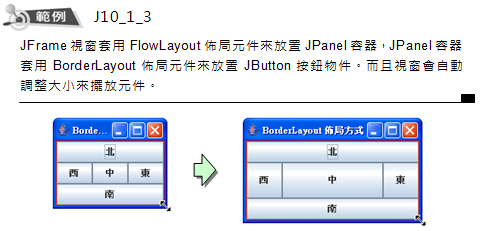 範例 J10_1_3
JFrame 視窗套用 FlowLayout 佈局元件來放置 JPanel 容器,JPanel 容器
套用 BorderLayout 佈局元件來放置 JButton 按鈕物件。而且視窗會自動
調整大小來擺放元件。
Borde...
北
西 中 東
南
BorderLayout 佈局方式
北
西 中 東
南